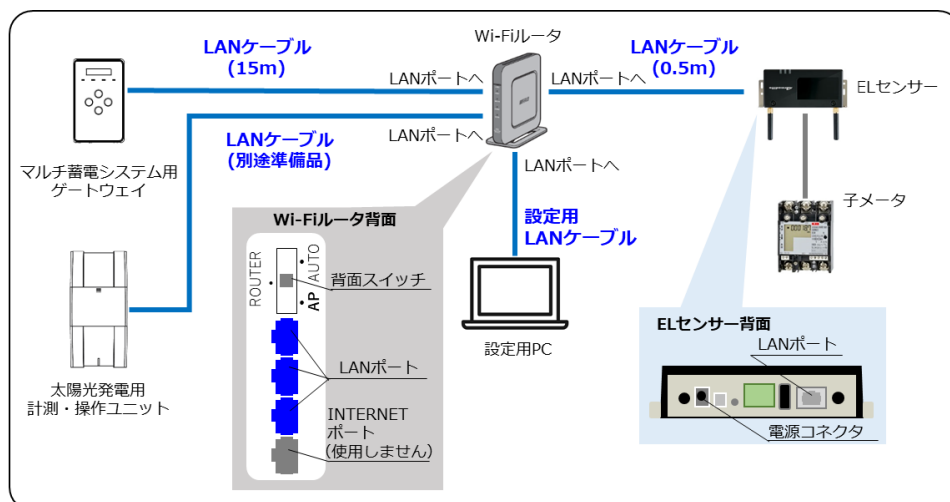 Wi-Fiルータ
LANケーブル
(15m)
LANケーブル
(0.5m)
LANポートへ
LANポートへ
ELセンサー
LANポートへ
LANケーブル
(別途準備品)
LANポートへ
マルチ蓄電システム用
ゲートウェイ
子メータ
設定用
LANケーブル
Wi-Fiルータ背面
ROUTER
AUTO
AP
背面スイッチ
LANポート
INTERNET
ポート
(使用しません)
設定用PC
太陽光発電用
計測・操作ユニット
ELセンサー背面
LANポート
電源コネクタ